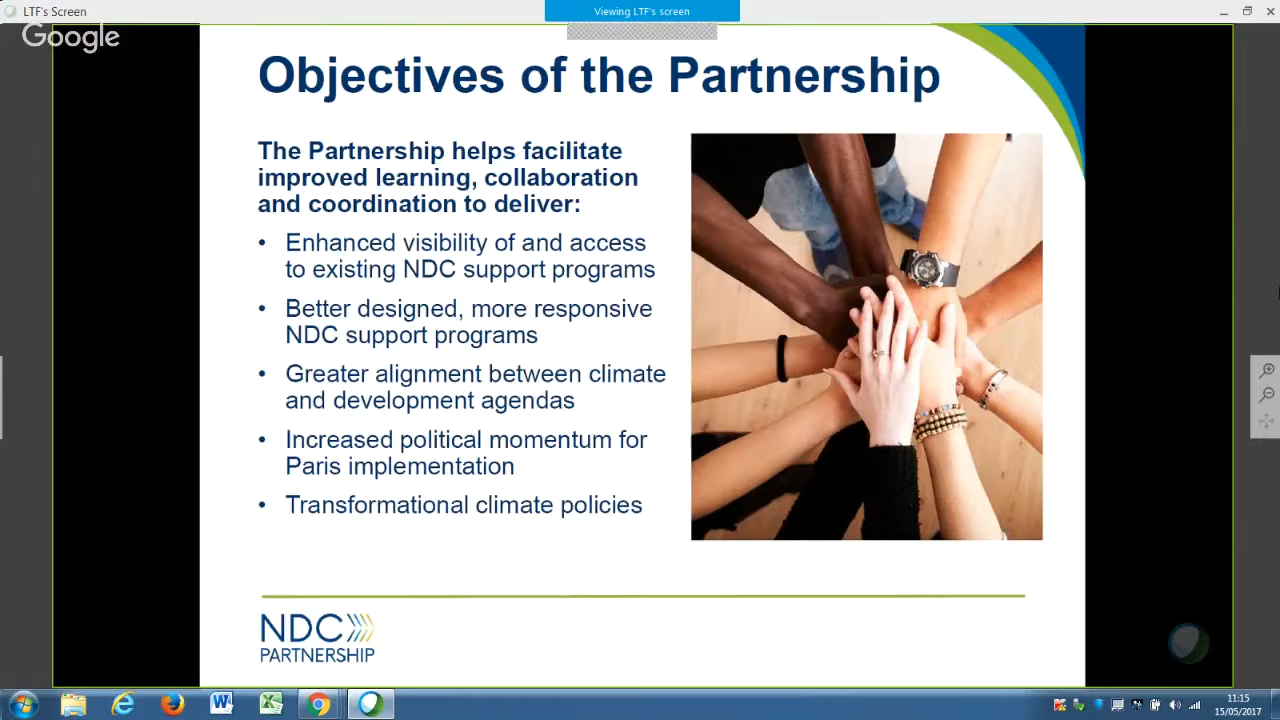 LTF's Screen
Viewing LTF's screen
Google
Objectives of the Partnership
The Partnership helps facilitate
improved learning, collaboration
and coordination to deliver:
• Enhanced visibility of and access
to existing NDC support programs
• Better designed, more responsive
NDC support programs
• Greater alignment between climate
and development agendas
• Increased political momentum for
Paris implementation
• Transformational climate policies
NDC
PARTNERSHIP
11:15
15/05/2017